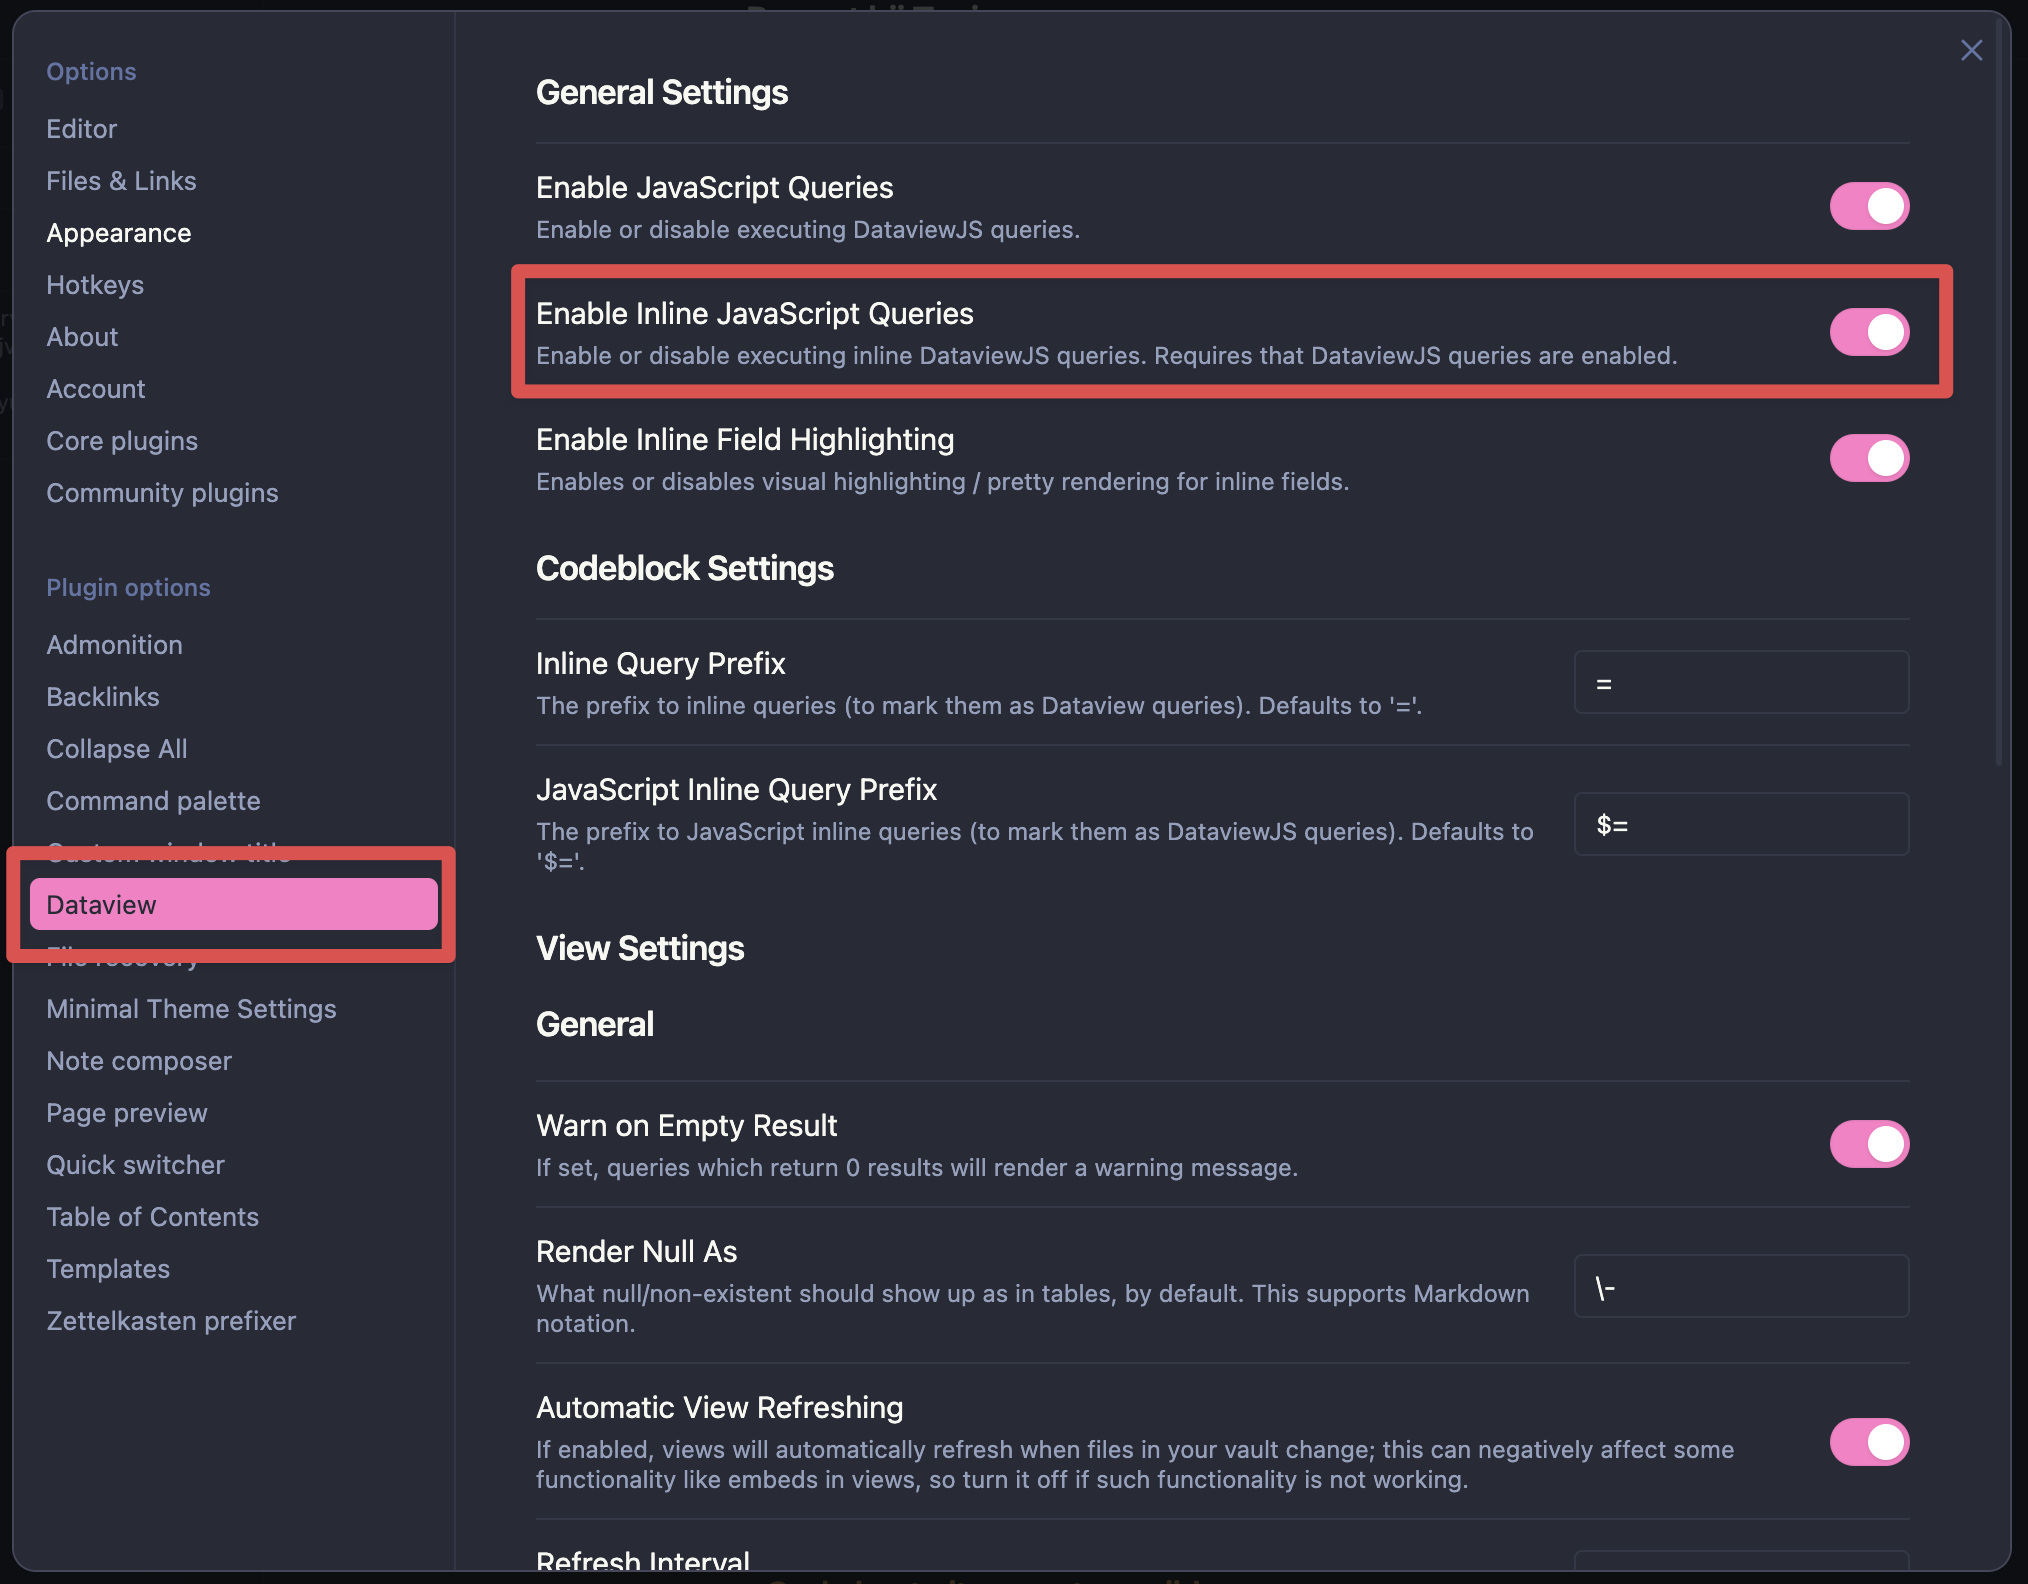 Options
Editor
Files & Links
Appearance
Hotkeys
About
Account
Core plugins
Community plugins
Plugin options
Admonition
Backlinks
Collapse All
Command palette
Custom window title
Dataview
File recovery
Minimal Theme Settings
Note composer
Page preview
Quick switcher
Table of Contents
Templates
Zettelkasten prefixer
General Settings
Enable JavaScript Queries
Enable or disable executing DataviewJS queries.
Enable Inline JavaScript Queries
Enable or disable executing inline DataviewJS queries. Requires that DataviewJS queries are enabled.
Enable Inline Field Highlighting
Enables or disables visual highlighting / pretty rendering for inline fields.
Codeblock Settings
Inline Query Prefix
The prefix to inline queries (to mark them as Dataview queries). Defaults to '='.
=
JavaScript Inline Query Prefix
The prefix to JavaScript inline queries (to mark them as DataviewJS queries). Defaults to
'$='.
$=
View Settings
General
Warn on Empty Result
If set, queries which return 0 results will render a warning message.
Render Null As
What null/non-existent should show up as in tables, by default. This supports Markdown
notation.
\-
Automatic View Refreshing
If enabled, views will automatically refresh when files in your vault change; this can negatively affect some
functionality like embeds in views, so turn it off if such functionality is not working.
Refresh Interval